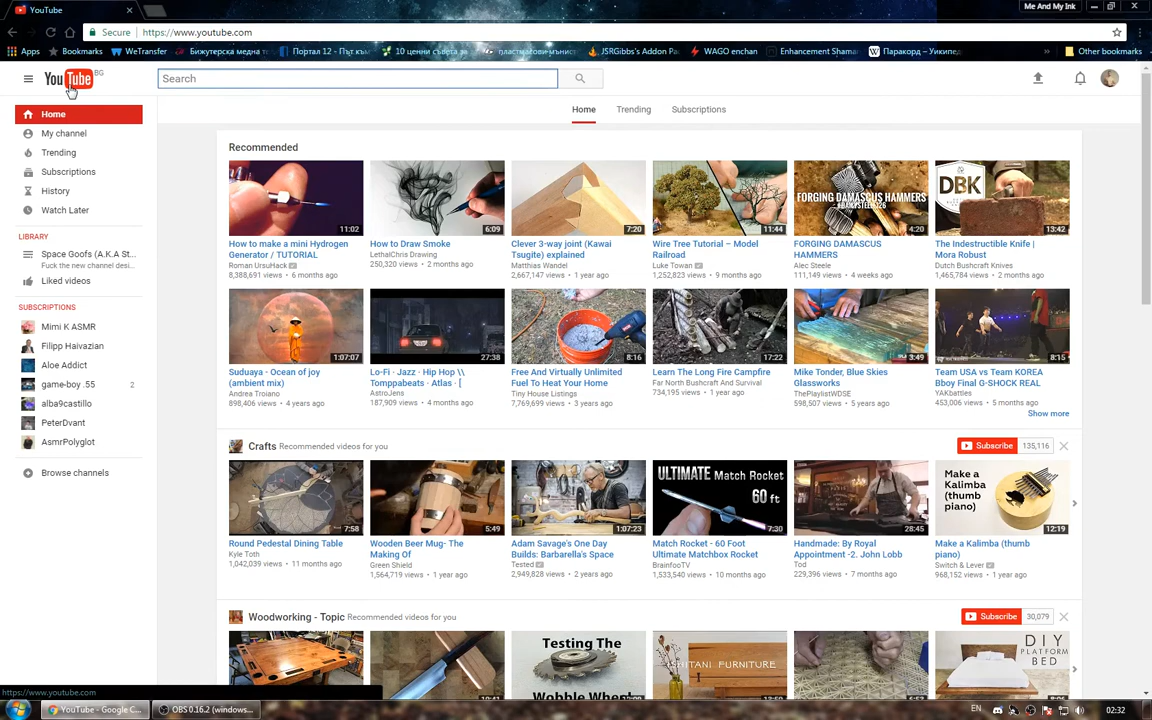 YouTube
Me And My Ink
Secure https://www.youtube.com
Apps Bookmarks WeTransfer Бижутерска медна те Портал 12 - Път къ 10 ценни съвета за JSRGibbs's Addon Pa WAGO enchan Enhancement Shama Паракорд – Уикипе » Other bookmarks
YouTube BG
Search
Home
My channel
Trending
Subscriptions
History
Watch Later
LIBRARY
Space Goofs (A.K.A St...
Fuck the new channel desi...
Liked videos
SUBSCRIPTIONS
Mimi K ASMR
Filipp Haivazian
Aloe Addict
game-boy .55 2
alba9castillo
PeterDvant
AsmrPolyglot
Browse channels
Home Trending Subscriptions
Recommended
11:02
6:09
7:20
11:44
FORGING DAMASCUS
HAMMERS
4:20
DBK
13:42
How to make a mini Hydrogen
Generator / TUTORIAL
Roman UrsuHack
8,388,691 views • 6 months ago
How to Draw Smoke
LethalChris Drawing
250,320 views • 2 months ago
Clever 3-way joint (Kawai
Tsugite) explained
Matthias Wandel
2,667,147 views • 1 year ago
Wire Tree Tutorial – Model
Railroad
Luke Towan
1,252,823 views • 9 months ago
FORGING DAMASCUS
HAMMERS
Alec Steele
111,149 views • 4 weeks ago
The Indestructible Knife |
Mora Robust
Dutch Bushcraft Knives
1,465,784 views • 2 months ago
1:07:07
27:38
8:16
17:22
3:49
8:15
Suduaya - Ocean of joy
(ambient mix)
Andrea Troiano
898,406 views • 4 years ago
Lo-Fi · Jazz · Hip Hop \\
Tomppabeats · Atlas · [
AstroJens
187,909 views • 4 months ago
Free And Virtually Unlimited
Fuel To Heat Your Home
Tiny House Listings
7,769,699 views • 3 years ago
Learn The Long Fire Campfire
Far North Bushcraft And Survival
734,195 views • 1 year ago
Mike Tonder, Blue Skies
Glassworks
ThePlaylistWDSE
598,507 views • 5 years ago
Team USA vs Team KOREA
Bboy Final G-SHOCK REAL
YAKbattles
453,006 views • 5 months ago
Show more
Crafts Recommended videos for you
Subscribe 135,116
7:58
5:49
1:07:23
ULTIMATE Match Rocket
60 ft
7:30
28:45
Make a
Kalimba
(thumb
piano)
12:19
Round Pedestal Dining Table
Kyle Toth
1,042,039 views • 11 months ago
Wooden Beer Mug- The
Making Of
Green Shield
1,564,719 views • 1 year ago
Adam Savage's One Day
Builds: Barbarella's Space
Tested
2,949,828 views • 2 years ago
Match Rocket - 60 Foot
Ultimate Matchbox Rocket
BrainfooTV
1,533,540 views • 10 months ago
Handmade: By Royal
Appointment -2. John Lobb
Tod
229,396 views • 7 months ago
Make a Kalimba (thumb
piano)
Switch & Lever
968,152 views • 1 year ago
Woodworking - Topic Recommended videos for you
Subscribe 30,079
Testing The
Wobble
ISHITANI FURNITURE
DIY
PLATFORM
BED
https://www.youtube.com
YouTube - Google C...
OBS 0.16.2 (windows...
EN
02:32